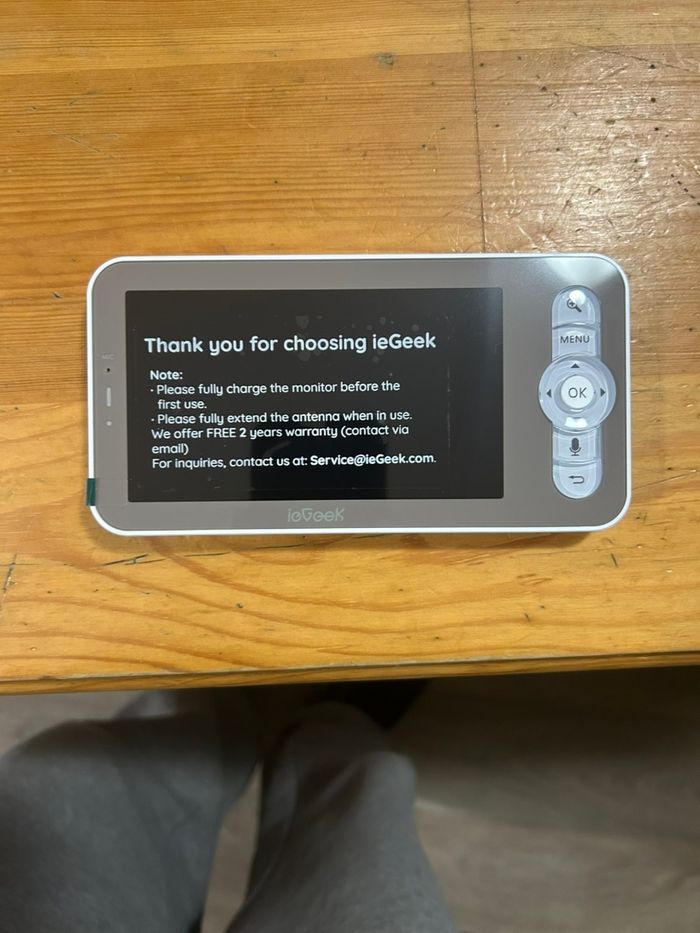 Thank you for choosing ieGeek
Note:
· Please fully charge the monitor before the
first use.
· Please fully extend the antenna when in use.
We offer FREE 2 years warranty (contact via
email)
For inquiries, contact us at: Service@ieGeek.com.
MIC
MENU
OK
ieGeek